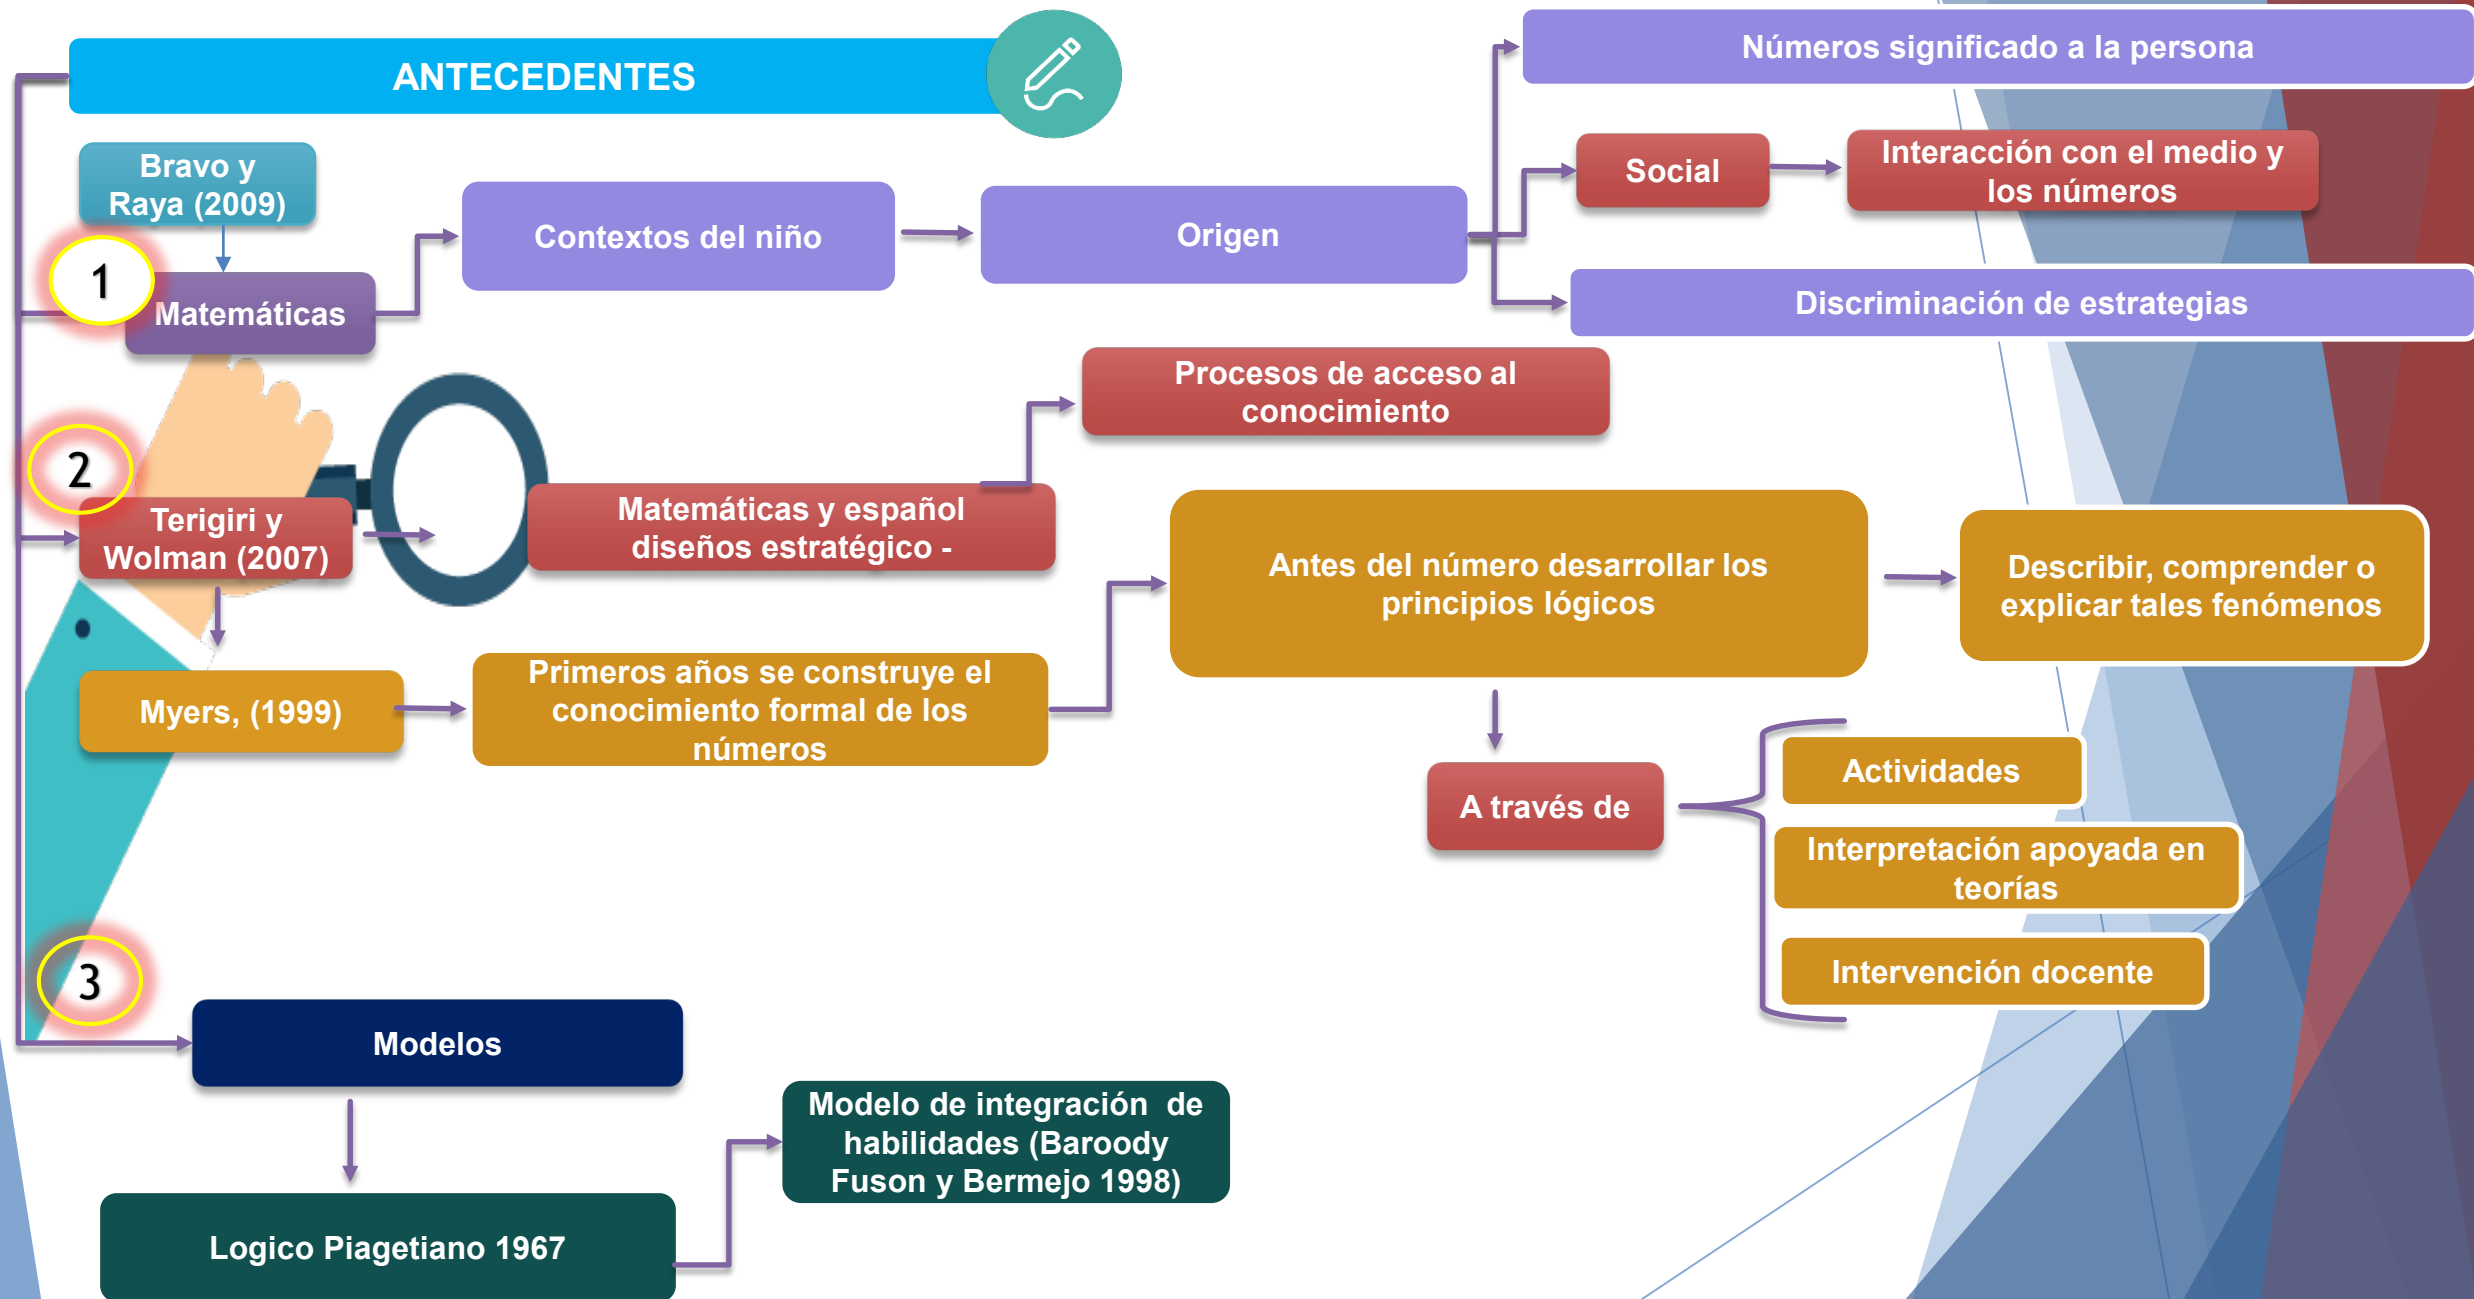 ANTECEDENTES
Números significado a la persona
Bravo y
Raya (2009)
Social
Interacción con el medio y
los números
1
Matemáticas
Contextos del niño
Origen
Discriminación de estrategias
Procesos de acceso al
conocimiento
2
Terigiri y
Wolman (2007)
Matemáticas y español
diseños estratégico -
Antes del número desarrollar los
principios lógicos
Describir, comprender o
explicar tales fenómenos
Myers, (1999)
Primeros años se construye el
conocimiento formal de los
números
A través de
Actividades
Interpretación apoyada en
teorías
Intervención docente
3
Modelos
Modelo de integración  de
habilidades (Baroody
Fuson y Bermejo 1998)
Logico Piagetiano 1967